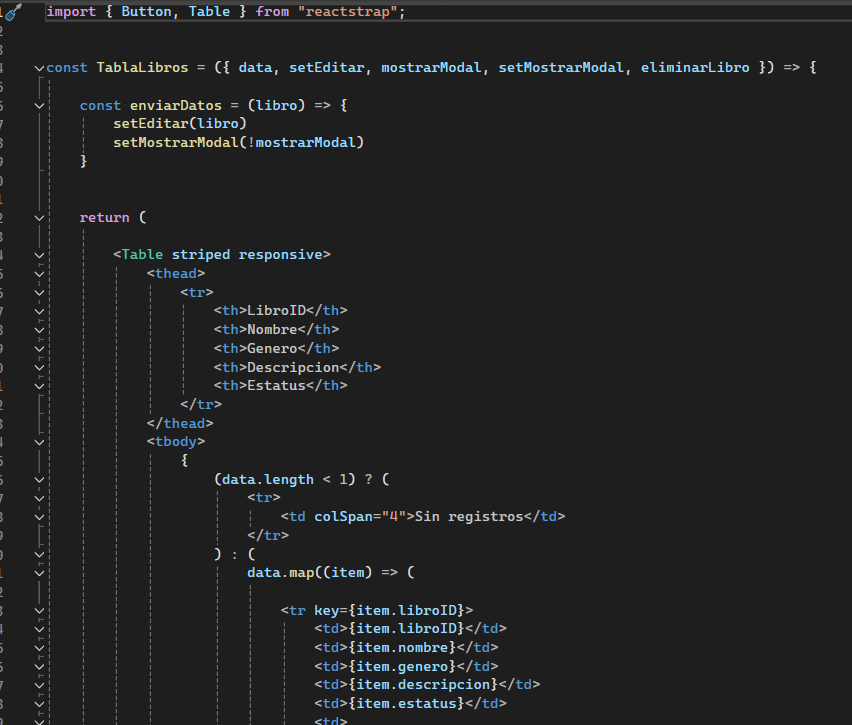 import { Button, Table } from "reactstrap";
const TablaLibros = ({ data, setEditar, mostrarModal, setMostrarModal, eliminarLibro }) => {
const enviarDatos = (libro) => {
setEditar(libro)
setMostrarModal(!mostrarModal)
}
return (
<Table striped responsive>
<thead>
<tr>
<th>LibroID</th>
<th>Nombre</th>
<th>Genero</th>
<th>Descripcion</th>
<th>Estatus</th>
</tr>
</thead>
<tbody>
{
(data.length < 1) ? (
<tr>
<td colSpan="4">Sin registros</td>
</tr>
) : (
data.map((item) => (
<tr key={item.libroID}>
<td>{item.libroID}</td>
<td>{item.nombre}</td>
<td>{item.genero}</td>
<td>{item.descripcion}</td>
<td>{item.estatus}</td>
<td>